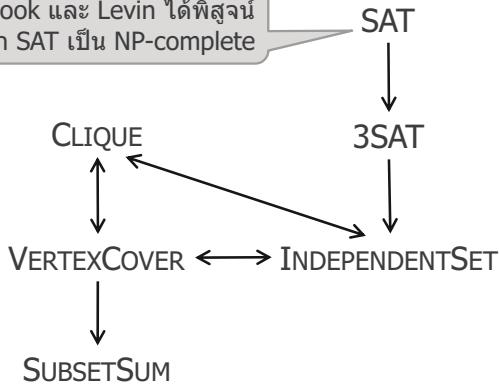 ook และ Levin ได้พิสูจน์
SAT เป็น NP-complete
SAT
CLIQUE
3SAT
VERTEXCOVER
INDEPENDENTSET
SUBSETSUM